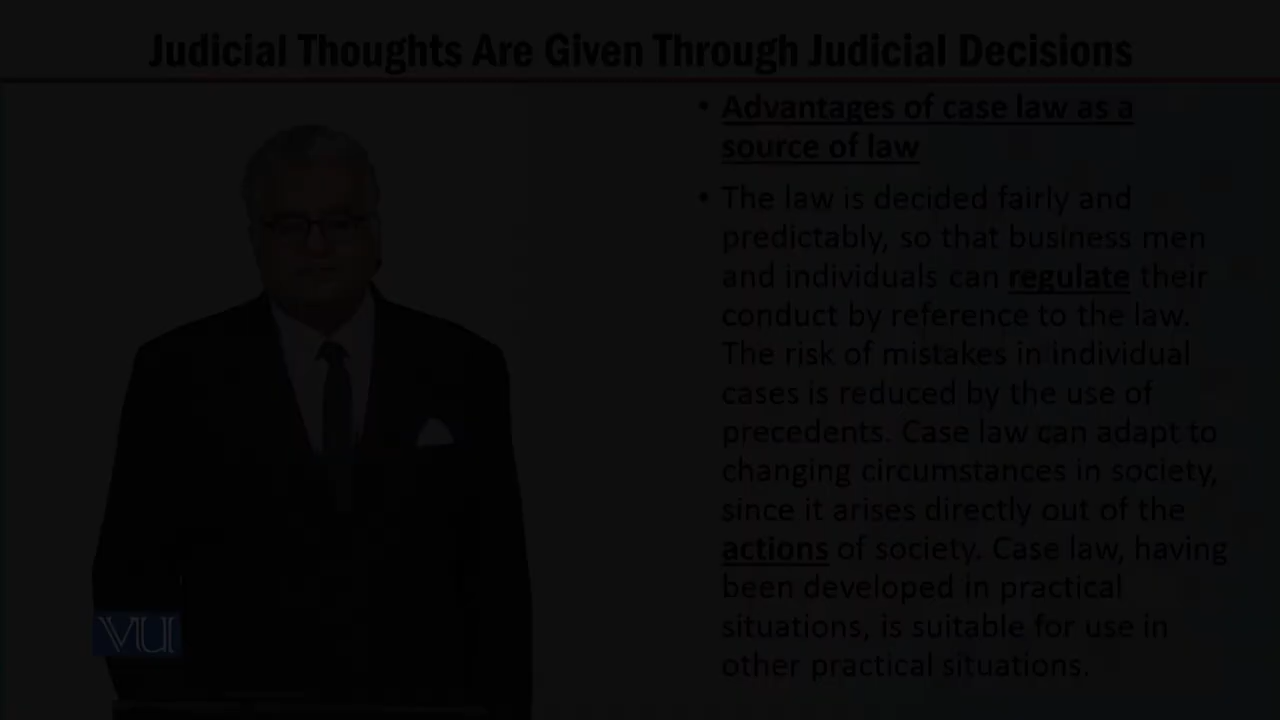 Judicial Thoughts Are Given Through Judicial Decisions
• Advantages of case law as a
source of law
• The law is decided fairly and
predictably, so that business men
and individuals can regulate their
conduct by reference to the law.
The risk of mistakes in individual
cases is reduced by the use of
precedents. Case law can adapt to
changing circumstances in society,
since it arises directly out of the
actions of society. Case law, having
been developed in practical
situations, is suitable for use in
other practical situations.
VU